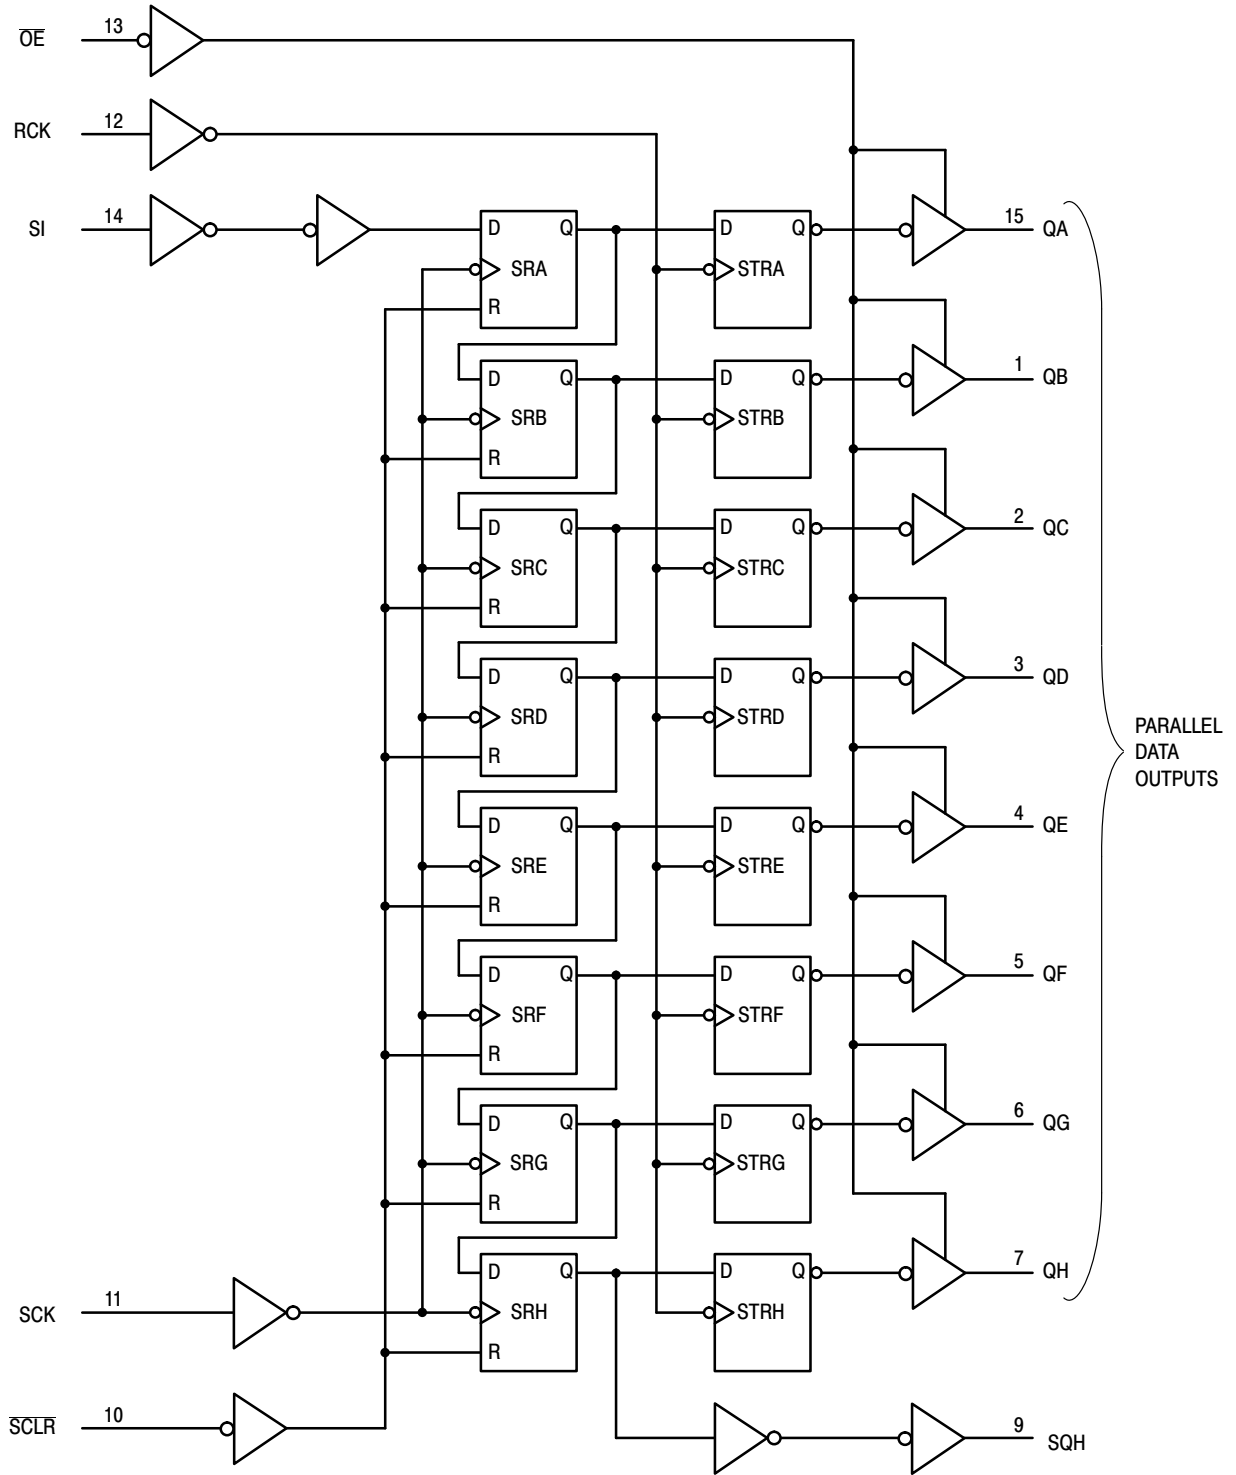 OE 13
RCK 12
SI 14
D Q D Q 15 QA
SRA STRA
R
D Q D Q 1 QB
SRB STRB
R
D Q D Q 2 QC
SRC STRC
R
D Q D Q 3 QD
SRD STRD
R
PARALLEL
DATA
OUTPUTS
D Q D Q 4 QE
SRE STRE
R
D Q D Q 5 QF
SRF STRF
R
D Q D Q 6 QG
SRG STRG
R
D Q D Q 7 QH
SCK 11 SRH STRH
R
SCLR 10
9 SQH